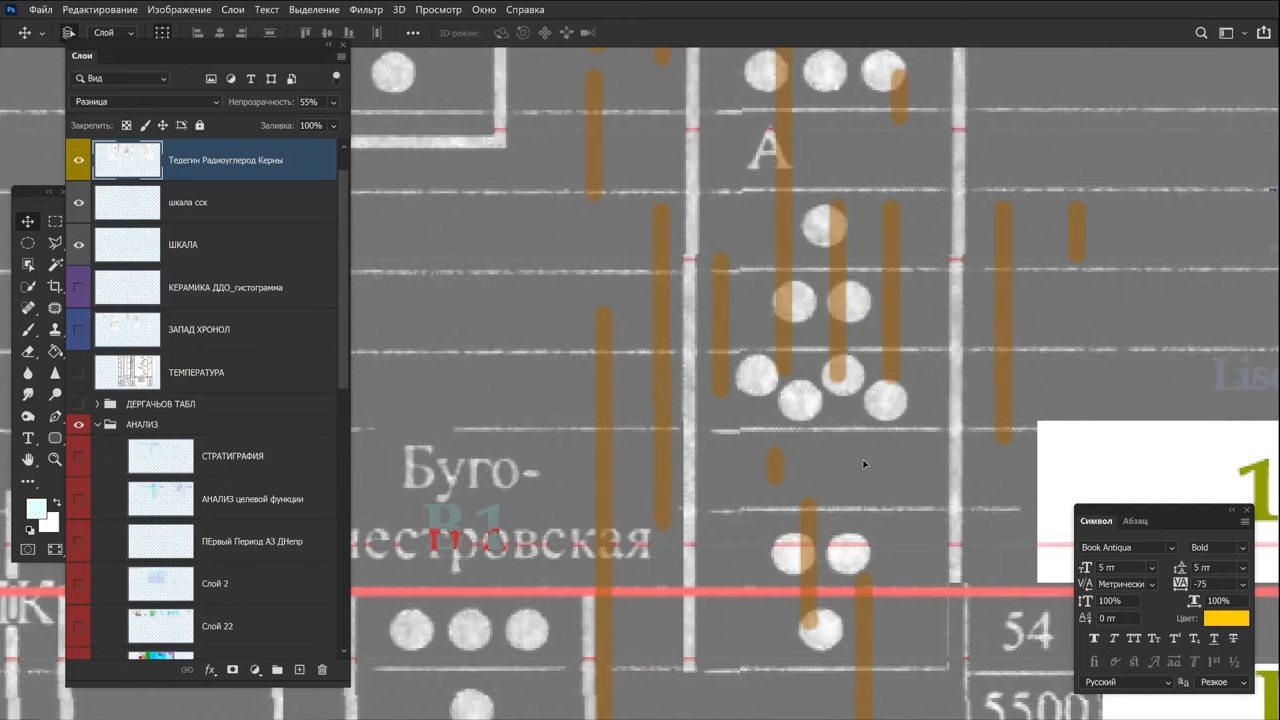 Ps Файл Редактирование Изображение Слои Текст Выделение Фильтр 3D Просмотр Окно Справка
Слой
3D-режим:
Слои
Вид
Разница
Непрозрачность: 55%
Закрепить:
Заливка: 100%
Тедегин Радиоуглерод Керны
шкала сск
ШКАЛА
КЕРАМИКА ДДО_гистограмма
ЗАПАД ХРОНОЛ
ТЕМПЕРАТУРА
ДЕРГАЧЬОВ ТАБЛ
АНАЛИЗ
СТРАТИГРАФИЯ
АНАЛИЗ целевой функции
ПЕрвый Период АЗ ДНепр
Слой 2
Слой 22
А
Буго-
B 1
нестровская
54
5500
1
Символ Абзац
Book Antiqua Bold
5 пт 5 пт
Метрически -75
100% 100%
0 пт Цвет:
Русский Резкое